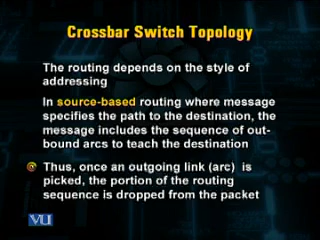 Crossbar Switch Topology
The routing depends on the style of
addressing
In source-based routing where message
specifies the path to the destination, the
message includes the sequence of out-
bound arcs to teach the destination
Thus, once an outgoing link (arc) is
picked, the portion of the routing
sequence is dropped from the packet
VU